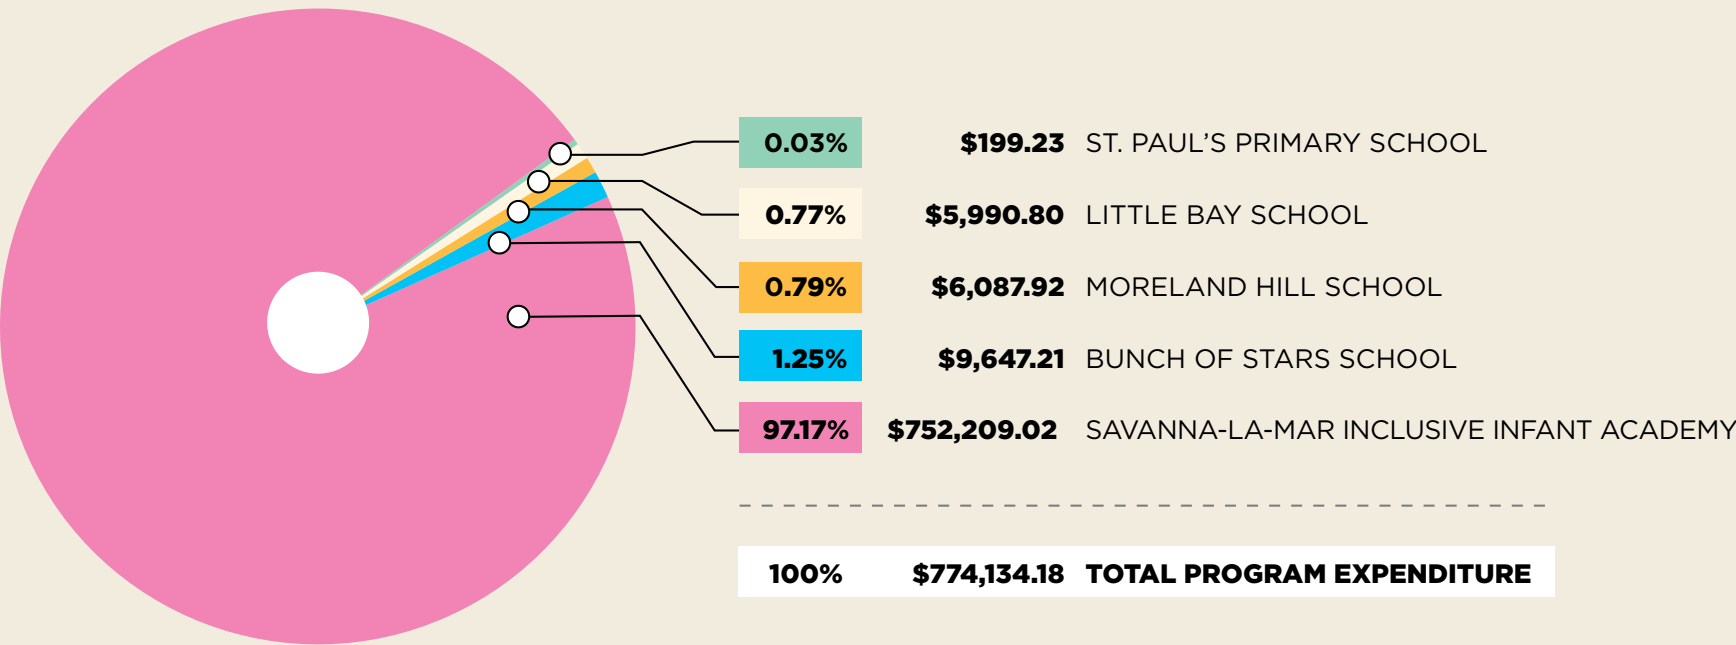 0.03% $199.23 ST. PAUL’S PRIMARY SCHOOL
0.77% $5,990.80 LITTLE BAY SCHOOL
0.79% $6,087.92 MORELAND HILL SCHOOL
1.25% $9,647.21 BUNCH OF STARS SCHOOL
97.17% $752,209.02 SAVANNA-LA-MAR INCLUSIVE INFANT ACADEMY
100% $774,134.18 TOTAL PROGRAM EXPENDITURE